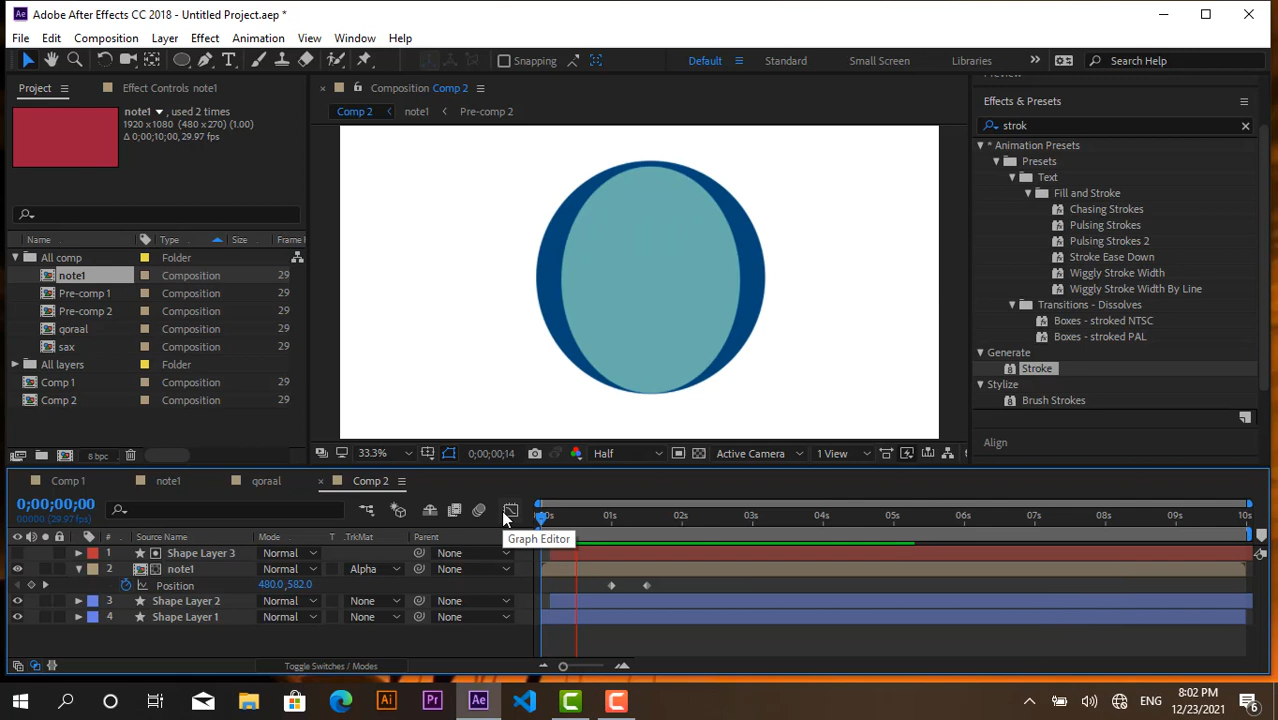 Ae Adobe After Effects CC 2018 - Untitled Project.aep *
File Edit Composition Layer Effect Animation View Window Help
Snapping Default Standard Small Screen Libraries Search Help
Project Effect Controls note1
note1 , used 2 times
1920 x 1080 (480 x 270) (1.00)
Δ 0;00;10;00, 29.97 fps
Name Type Size Frame I
All comp Folder
note1 Composition 29
Pre-comp 1 Composition 29
Pre-comp 2 Composition 29
qoraal Composition 29
sax Composition 29
All layers Folder
Comp 1 Composition 29
Comp 2 Composition 29
8 bpc
Composition Comp 2
Comp 2 note1 Pre-comp 2
33.3% 0;00;00;14 Half Active Camera 1 View
Effects & Presets
strok
* Animation Presets
Presets
Text
Fill and Stroke
Chasing Strokes
Pulsing Strokes
Pulsing Strokes 2
Stroke Ease Down
Wiggly Stroke Width
Wiggly Stroke Width By Line
Transitions - Dissolves
Boxes - stroked NTSC
Boxes - stroked PAL
Generate
Stroke
Stylize
Brush Strokes
Align
Comp 1 note1 qoraal Comp 2
0;00;00;00
00000 (29.97 fps)
01s 02s 03s 04s 05s 06s 07s 08s 09s 10s
Graph Editor
# Source Name Mode T .TrkMat Parent
1 Shape Layer 3 Normal None
2 note1 Normal Alpha None
Position 480.0,582.0
3 Shape Layer 2 Normal None None
4 Shape Layer 1 Normal None None
Toggle Switches / Modes
Ai Pr Ae ENG 8:02 PM
12/23/2021 6